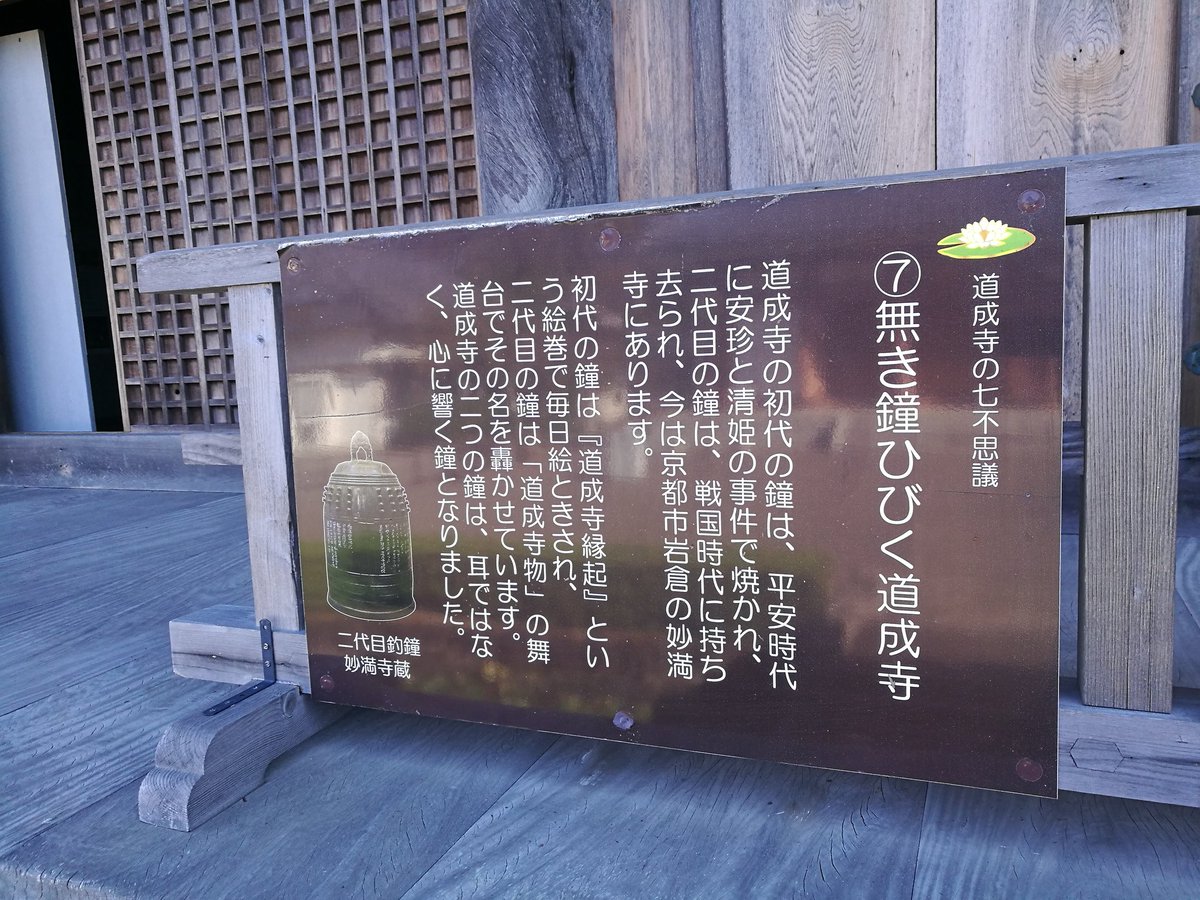 道成寺の七不思議
⑦無き鐘ひびく道成寺
道成寺の初代の鐘は、平安時代
に安珍と清姫の事件で焼かれ、
二代目の鐘は、戦国時代に持ち
去られ、今は京都市岩倉の妙満
寺にあります。
初代の鐘は『道成寺縁起』とい
う絵巻で毎日絵ときされ、
二代目の鐘は「道成寺物」の舞
台でその名を轟かせています。
道成寺の二つの鐘は、耳ではな
く、心に響く鐘となりました。
二代目釣鐘
妙満寺蔵